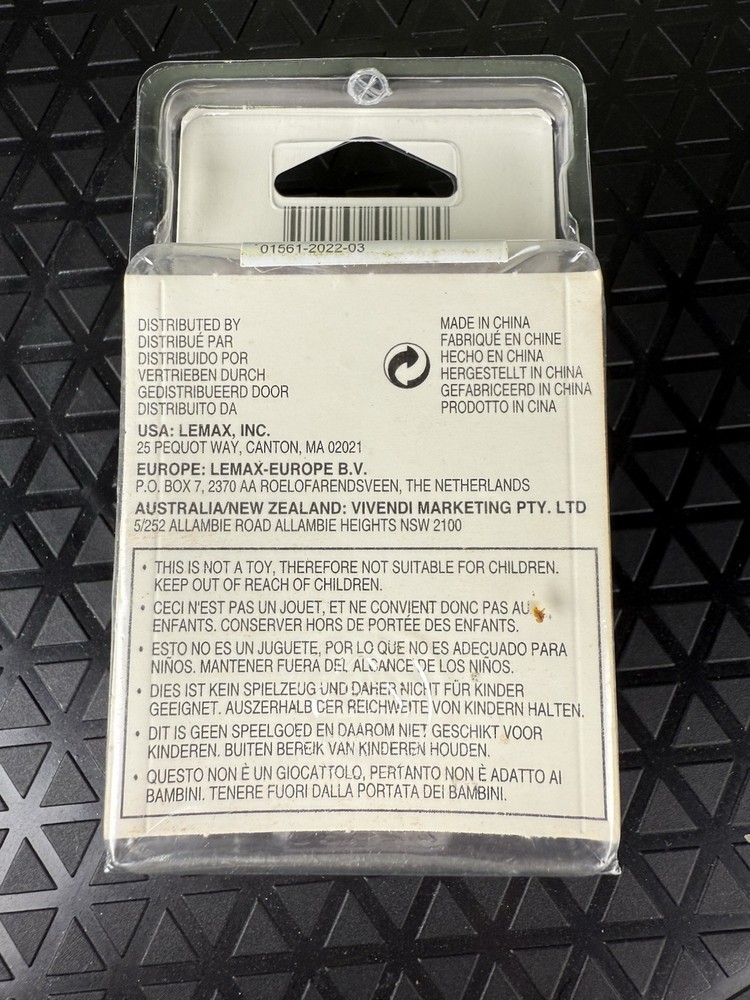 01561-2022-03
DISTRIBUTED BY
DISTRIBUÉ PAR
DISTRIBUIDO POR
VERTRIEBEN DURCH
GEDISTRIBUEERD DOOR
DISTRIBUITO DA
MADE IN CHINA
FABRIQUÉ EN CHINE
HECHO EN CHINA
HERGESTELLT IN CHINA
GEFABRICEERD IN CHINA
PRODOTTO IN CINA
USA: LEMAX, INC.
25 PEQUOT WAY, CANTON, MA 02021
EUROPE: LEMAX-EUROPE B.V.
P.O. BOX 7, 2370 AA ROELOFARENDSVEEN, THE NETHERLANDS
AUSTRALIA/NEW ZEALAND: VIVENDI MARKETING PTY. LTD
5/252 ALLAMBIE ROAD ALLAMBIE HEIGHTS NSW 2100
• THIS IS NOT A TOY, THEREFORE NOT SUITABLE FOR CHILDREN.
KEEP OUT OF REACH OF CHILDREN.
• CECI N'EST PAS UN JOUET, ET NE CONVIENT DONC PAS AU
ENFANTS. CONSERVER HORS DE PORTÉE DES ENFANTS.
• ESTO NO ES UN JUGUETE, POR LO QUE NO ES ADECUADO PARA
NIÑOS. MANTENER FUERA DEL ALCANCE DE LOS NIÑOS.
• DIES IST KEIN SPIELZEUG UND DAHER NICHT FÜR KINDER
GEEIGNET. AUSZERHALB DER REICHWEITE VON KINDERN HALTEN.
• DIT IS GEEN SPEELGOED EN DAAROM NIET GESCHIKT VOOR
KINDEREN. BUITEN BEREIK VAN KINDEREN HOUDEN.
• QUESTO NON È UN GIOCATTOLO, PERTANTO NON È ADATTO AI
BAMBINI. TENERE FUORI DALLA PORTATA DEI BAMBINI.